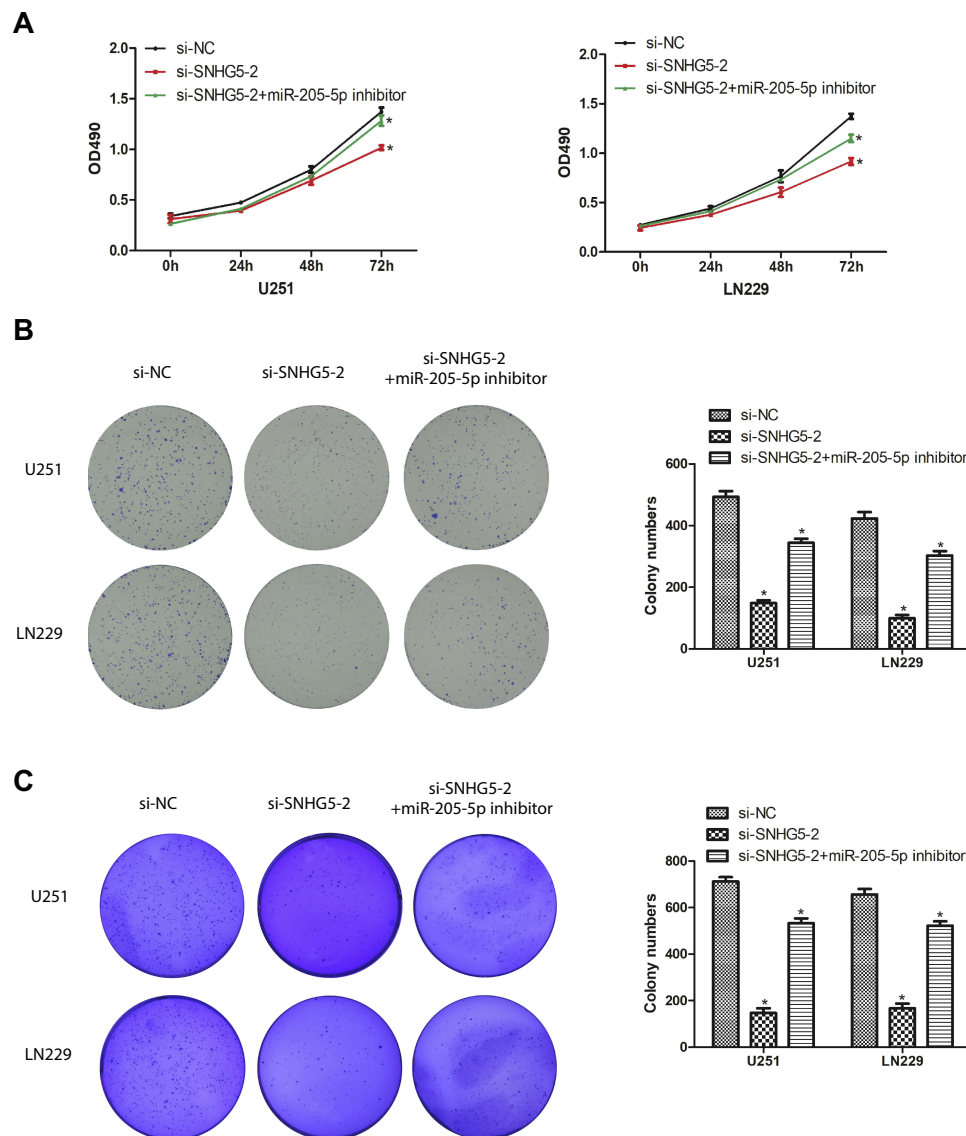 A
si-NC
si-SNHG5-2
si-SNHG5-2+miR-205-5p inhibitor
2.0
1.5
1.0
0.5
0.0
OD490
*
*
0h 24h 48h 72h
U251
si-NC
si-SNHG5-2
si-SNHG5-2+miR-205-5p inhibitor
2.0
1.5
1.0
0.5
0.0
OD490
*
*
0h 24h 48h 72h
LN229
B
si-NC
si-SNHG5-2
si-SNHG5-2
+miR-205-5p inhibitor
U251
LN229
si-NC
si-SNHG5-2
si-SNHG5-2+miR-205-5p inhibitor
600
400
200
0
Colony numbers
* * * *
U251 LN229
C
si-NC
si-SNHG5-2
si-SNHG5-2
+miR-205-5p inhibitor
U251
LN229
si-NC
si-SNHG5-2
si-SNHG5-2+miR-205-5p inhibitor
800
600
400
200
0
Colony numbers
* * * *
U251 LN229